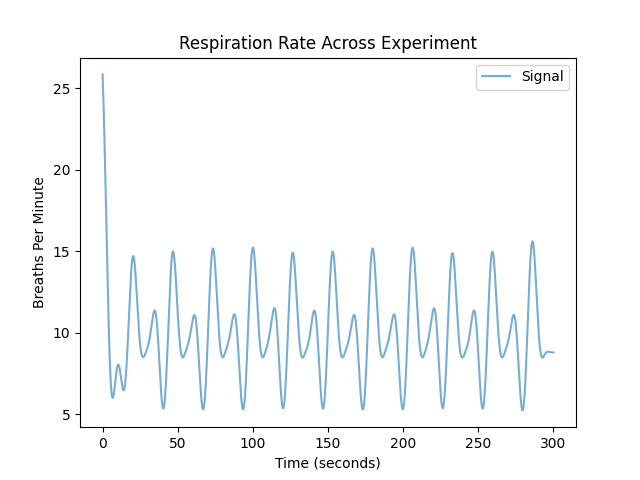 Respiration Rate Across Experiment
Signal
Breaths Per Minute
25
20
15
10
5
0 50 100 150 200 250 300
Time (seconds)